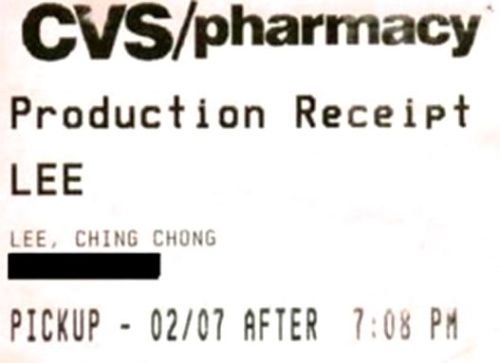 CVS/pharmacy
Production Receipt
LEE
LEE, CHING CHONG
PICKUP - 02/07 AFTER 7:08 PM